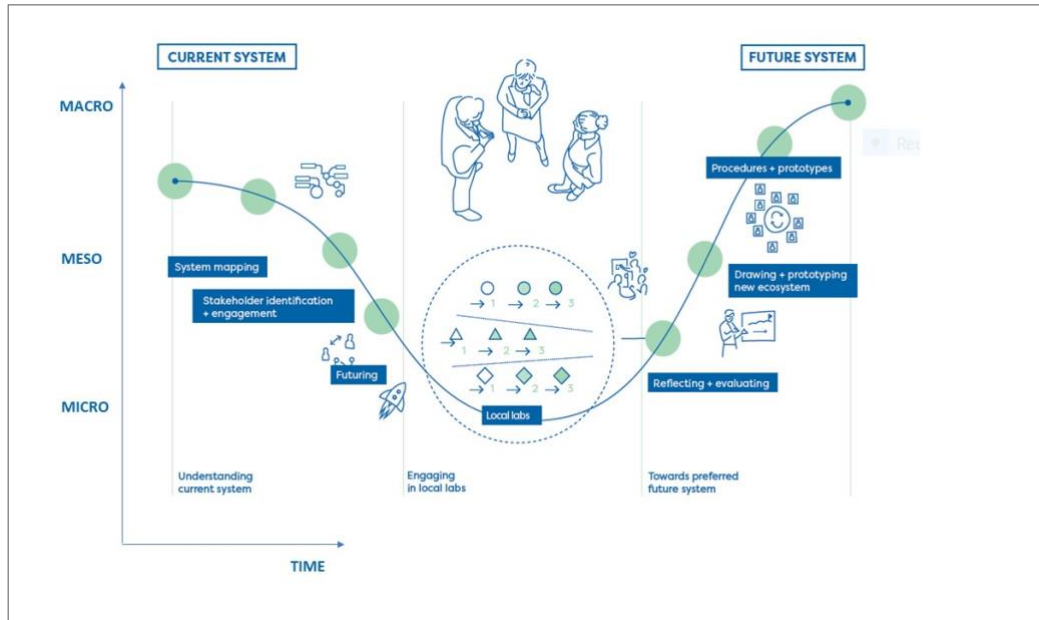 CURRENT SYSTEM
FUTURE SYSTEM
MACRO
MESO
MICRO
System mapping
Stakeholder identification
+ engagement
Futuring
1 2 3
1 2 3
1 2 3
Local labs
Procedures + prototypes
Drawing + prototyping
new ecosystem
Reflecting + evaluating
Understanding
current system
Engaging
in local labs
Towards preferred
future system
TIME